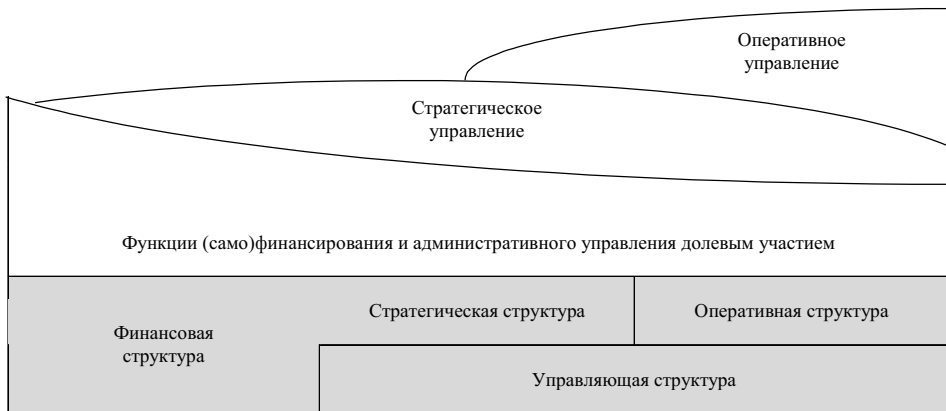 Оперативное
управление
Стратегическое
управление
Функции (само)финансирования и административного управления долевым участием
Финансовая
структура
Стратегическая структура
Оперативная структура
Управляющая структура